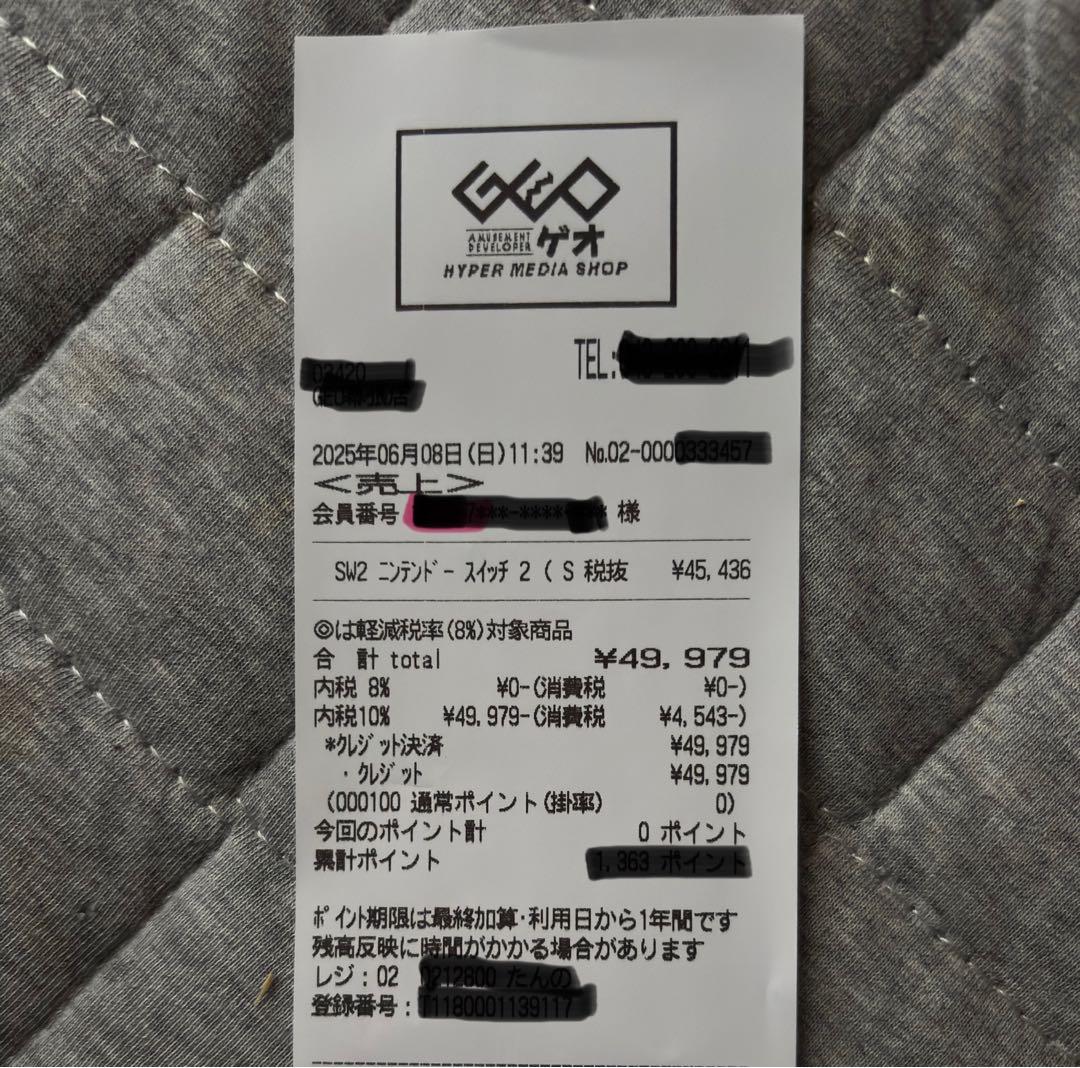 GEO
AMUSEMENT
DEVELOPER ゲオ
HYPER MEDIA SHOP
TEL:
2025年06月08日(日)11:39 №02-0000
<売上>
会員番号 様
SW2 ニンテンドー スイッチ 2 ( S 税抜 ¥45,436
◎は軽減税率(8%)対象商品
合 計 total ¥49,979
内税 8% ¥0-(消費税 ¥0-)
内税10% ¥49,979-(消費税 ¥4,543-)
*クレジット決済 ¥49,979
・クレジット ¥49,979
(000100 通常ポイント(掛率) 0)
今回のポイント計 0 ポイント
累計ポイント
ポイント期限は最終加算・利用日から1年間です
残高反映に時間がかかる場合があります
レジ:02
登録番号: